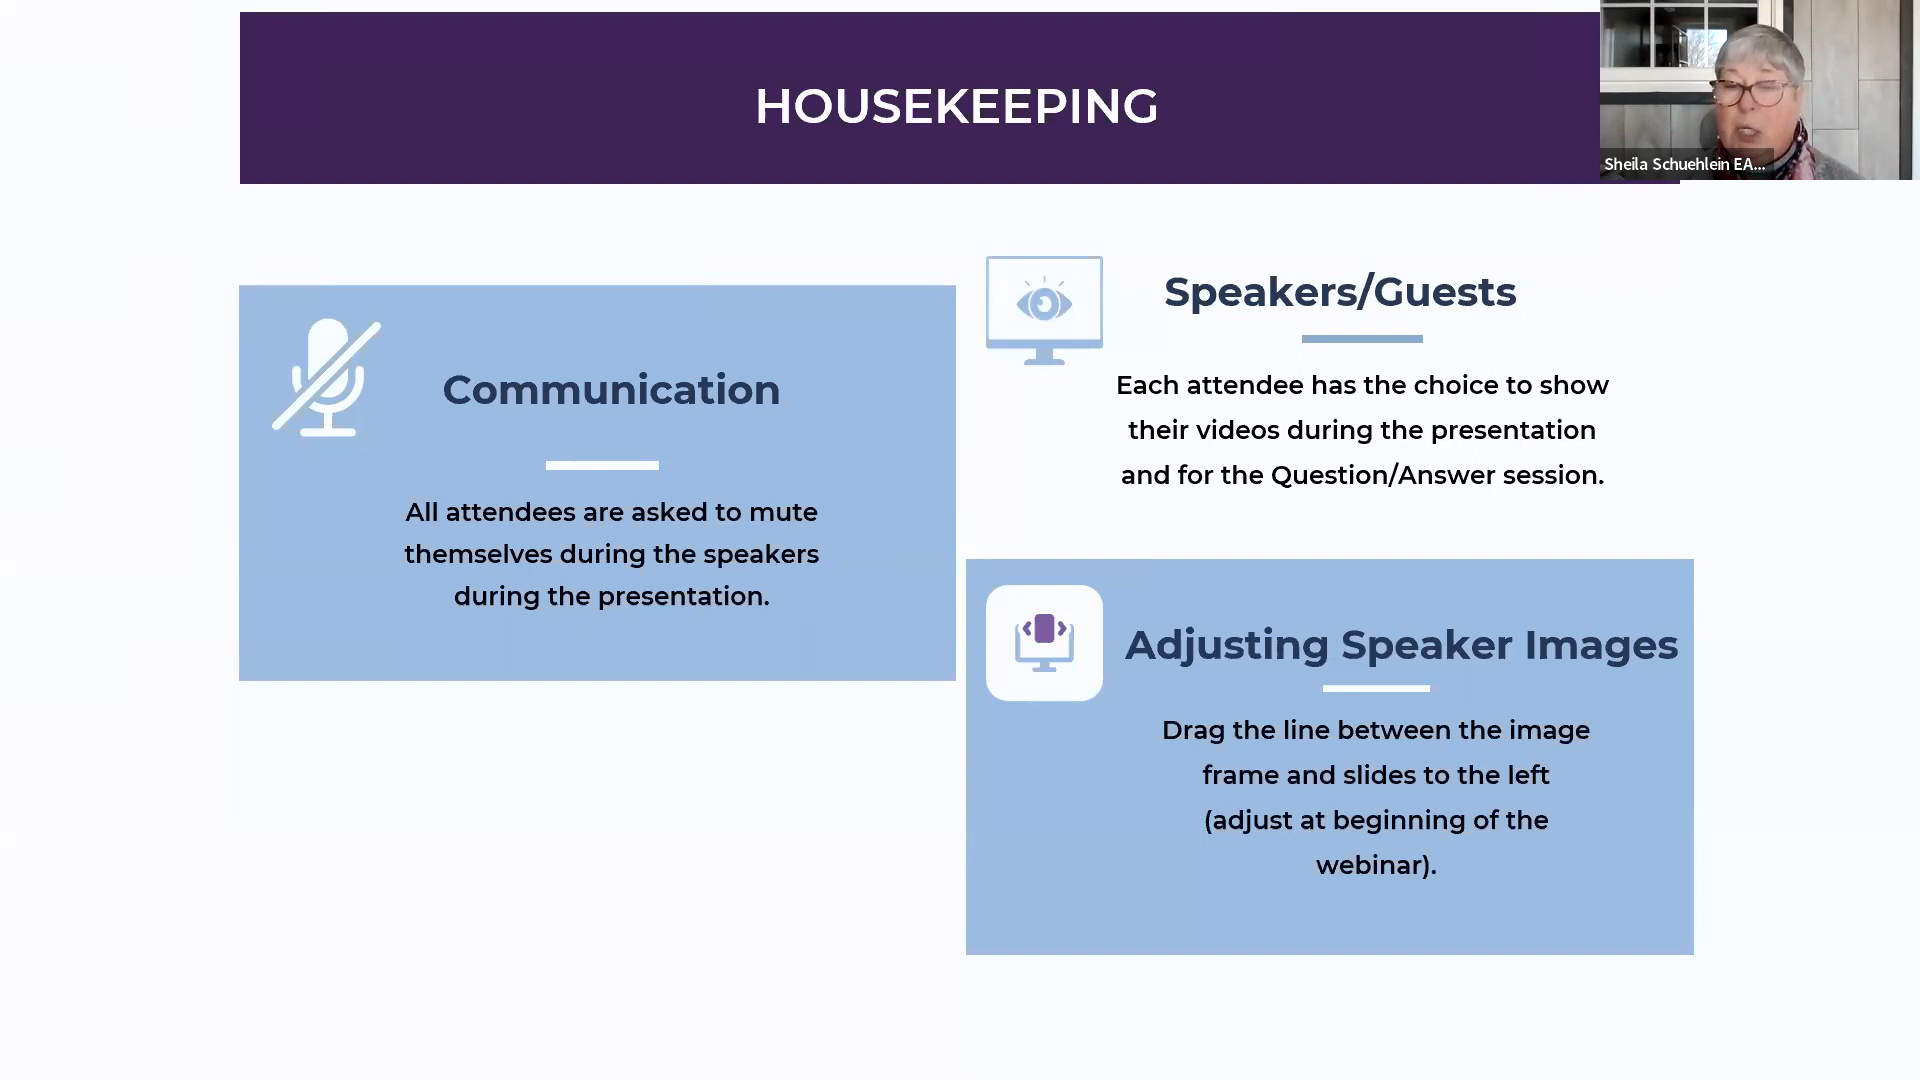 HOUSEKEEPING
Sheila Schuehlein EA...
Communication
All attendees are asked to mute
themselves during the speakers
during the presentation.
Speakers/Guests
Each attendee has the choice to show
their videos during the presentation
and for the Question/Answer session.
Adjusting Speaker Images
Drag the line between the image
frame and slides to the left
(adjust at beginning of the
webinar).